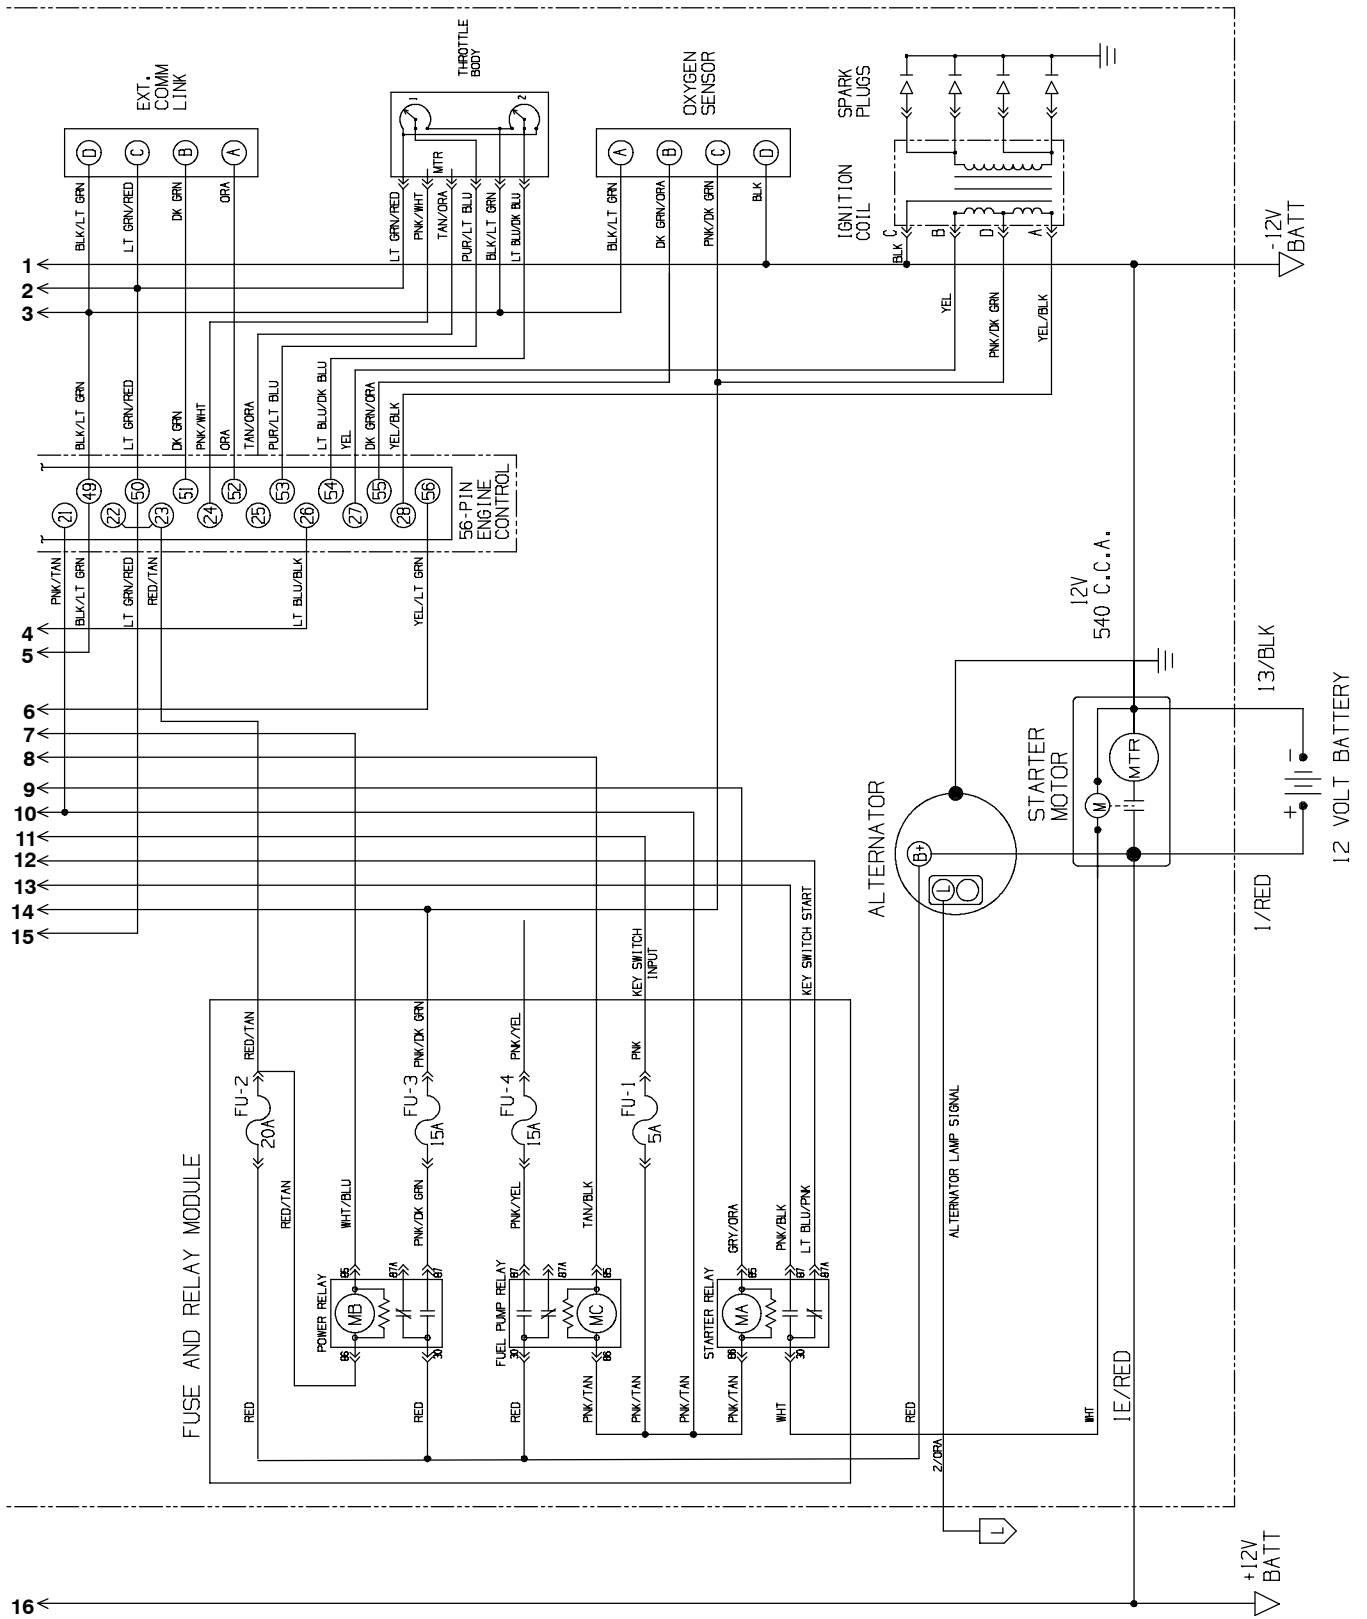 EXT.
COMM
LINK
D
C
B
A
BLK/LT GRN
LT GRN/RED
DK GRN
ORA
THROTTLE
BODY
1
2
MTR
LT GRN/RED
PNK/WHT
TAN/ORA
PUR/LT BLU
BLK/LT GRN
LT BLU/DK BLU
OXYGEN
SENSOR
A
B
C
D
BLK/LT GRN
DK GRN/ORA
PNK/DK GRN
BLK
SPARK
PLUGS
IGNITION
COIL
C
B
D
A
BLK
YEL
PNK/DK GRN
YEL/BLK
-12V
BATT
1
2
3
BLK/LT GRN
LT GRN/RED
DK GRN
PNK/WHT
ORA
TAN/ORA
PUR/LT BLU
LT BLU/DK BLU
YEL
DK GRN/ORA
YEL/BLK
49
50
51
52
53
54
55
56
21
22
23
24
25
26
27
28
56-PIN
ENGINE
CONTROL
PNK/TAN
BLK/LT GRN
LT GRN/RED
RED/TAN
LT BLU/BLK
YEL/LT GRN
4
5
6
7
8
9
10
11
12
13
14
15
12V
540 C.C.A.
13/BLK
12 VOLT BATTERY
-
+
1/RED
STARTER
MOTOR
MTR
M
ALTERNATOR
B+
L
KEY SWITCH
INPUT
KEY SWITCH START
FUSE AND RELAY MODULE
RED/TAN
PNK/DK GRN
PNK/YEL
PNK
FU-2
20A
FU-3
15A
FU-4
15A
FU-1
5A
RED/TAN
WHT/BLU
PNK/DK GRN
PNK/YEL
TAN/BLK
GRY/ORA
PNK/BLK
LT BLU/PNK
ALTERNATOR LAMP SIGNAL
POWER RELAY
85
87A
87
MB
86
30
FUEL PUMP RELAY
87
87A
85
MC
30
86
STARTER RELAY
85
87
87A
MA
86
30
RED
RED
RED
PNK/TAN
PNK/TAN
PNK/TAN
PNK/TAN
WHT
RED
2/ORA
WHT
1E/RED
L
+12V
BATT
16